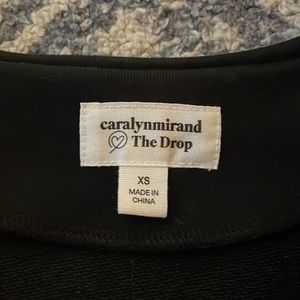 caralynmirand
The Drop
XS
MADE IN
CHINA